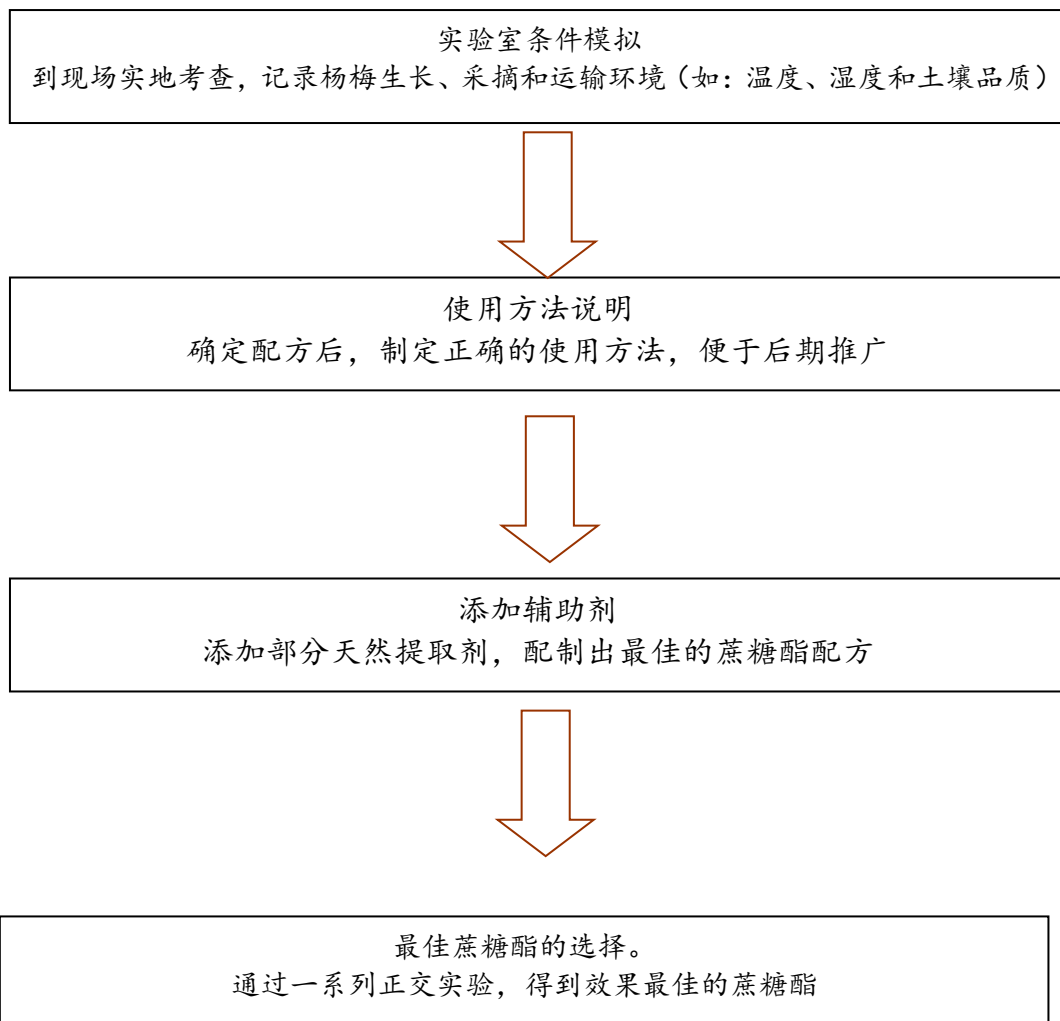 实验室条件模拟
到现场实地考查，记录杨梅生长、采摘和运输环境（如：温度、湿度和土壤品质）
使用方法说明
确定配方后，制定正确的使用方法，便于后期推广
添加辅助剂
添加部分天然提取剂，配制出最佳的蔗糖酯配方
最佳蔗糖酯的选择。
通过一系列正交实验，得到效果最佳的蔗糖酯